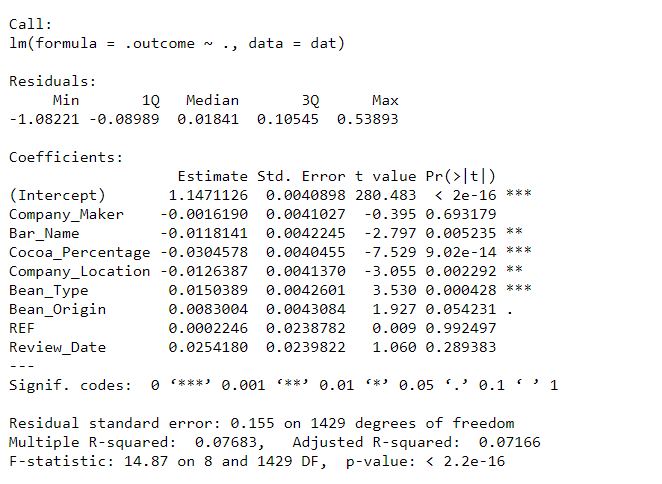 Call:
lm(formula = .outcome ~ ., data = dat)
Residuals:
Min 1Q Median 3Q Max
-1.08221 -0.08989 0.01841 0.10545 0.53893
Coefficients:
Estimate Std. Error t value Pr(>|t|)
(Intercept) 1.1471126 0.0040898 280.483 < 2e-16 ***
Company_Maker -0.0016190 0.0041027 -0.395 0.693179
Bar_Name -0.0118141 0.0042245 -2.797 0.005235 **
Cocoa_Percentage -0.0304578 0.0040455 -7.529 9.02e-14 ***
Company_Location -0.0126387 0.0041370 -3.055 0.002292 **
Bean_Type 0.0150389 0.0042601 3.530 0.000428 ***
Bean_Origin 0.0083004 0.0043084 1.927 0.054231 .
REF 0.0002246 0.0238782 0.009 0.992497
Review_Date 0.0254180 0.0239822 1.060 0.289383
---
Signif. codes: 0 ‘***’ 0.001 ‘**’ 0.01 ‘*’ 0.05 ‘.’ 0.1 ‘ ’ 1
Residual standard error: 0.155 on 1429 degrees of freedom
Multiple R-squared: 0.07683, Adjusted R-squared: 0.07166
F-statistic: 14.87 on 8 and 1429 DF, p-value: < 2.2e-16